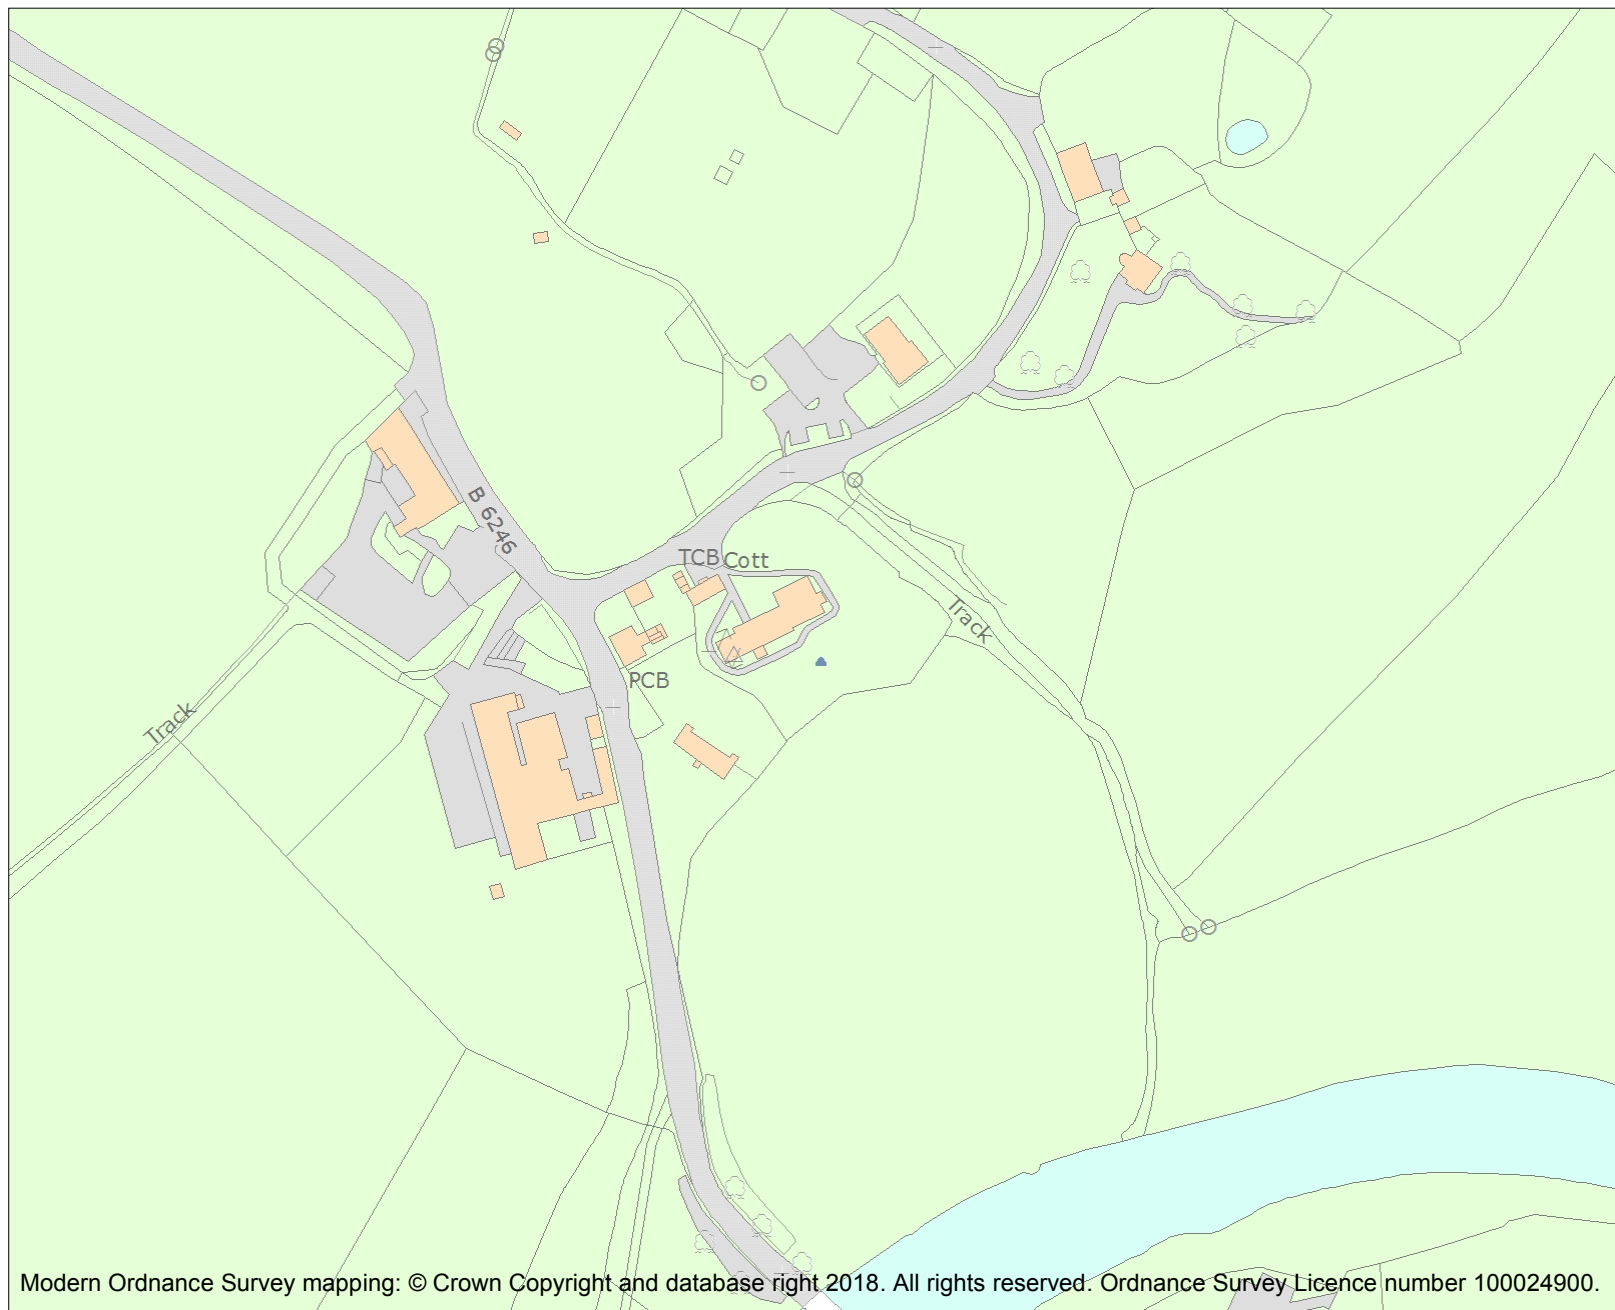 B 6246
TCB
Cott
Track
PCB
Track
Modern Ordnance Survey mapping: © Crown Copyright and database right 2018. All rights reserved. Ordnance Survey Licence number 100024900.